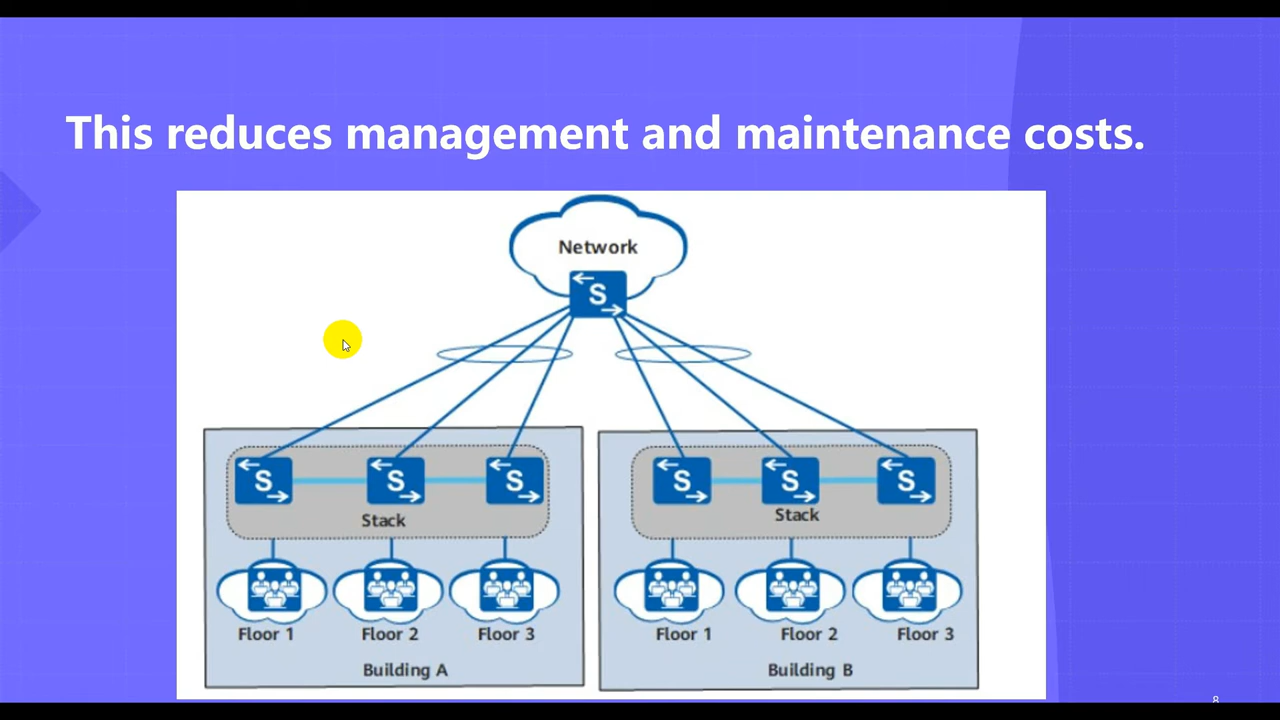 This reduces management and maintenance costs.
Network
S
S S S S S S
Stack Stack
Floor 1 Floor 2 Floor 3 Floor 1 Floor 2 Floor 3
Building A Building B
8